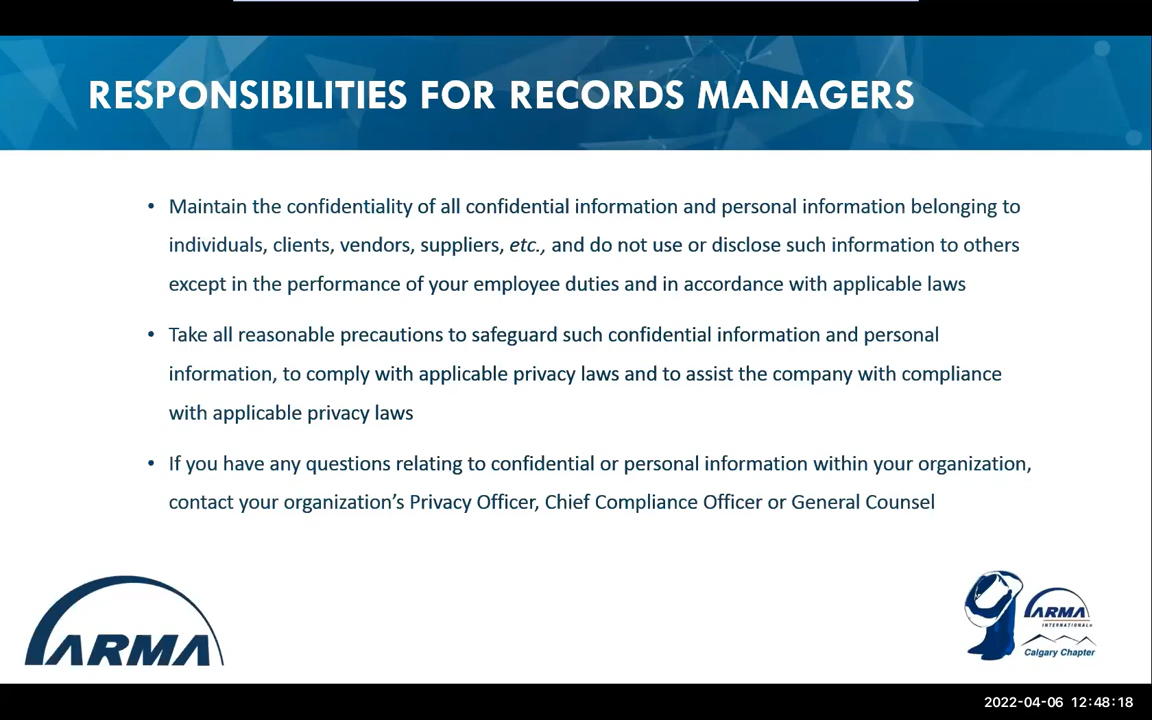 RESPONSIBILITIES FOR RECORDS MANAGERS
• Maintain the confidentiality of all confidential information and personal information belonging to
individuals, clients, vendors, suppliers, etc., and do not use or disclose such information to others
except in the performance of your employee duties and in accordance with applicable laws
• Take all reasonable precautions to safeguard such confidential information and personal
information, to comply with applicable privacy laws and to assist the company with compliance
with applicable privacy laws
• If you have any questions relating to confidential or personal information within your organization,
contact your organization's Privacy Officer, Chief Compliance Officer or General Counsel
ARMA
ARMA
INTERNATIONAL®
Calgary Chapter
2022-04-06 12:48:18